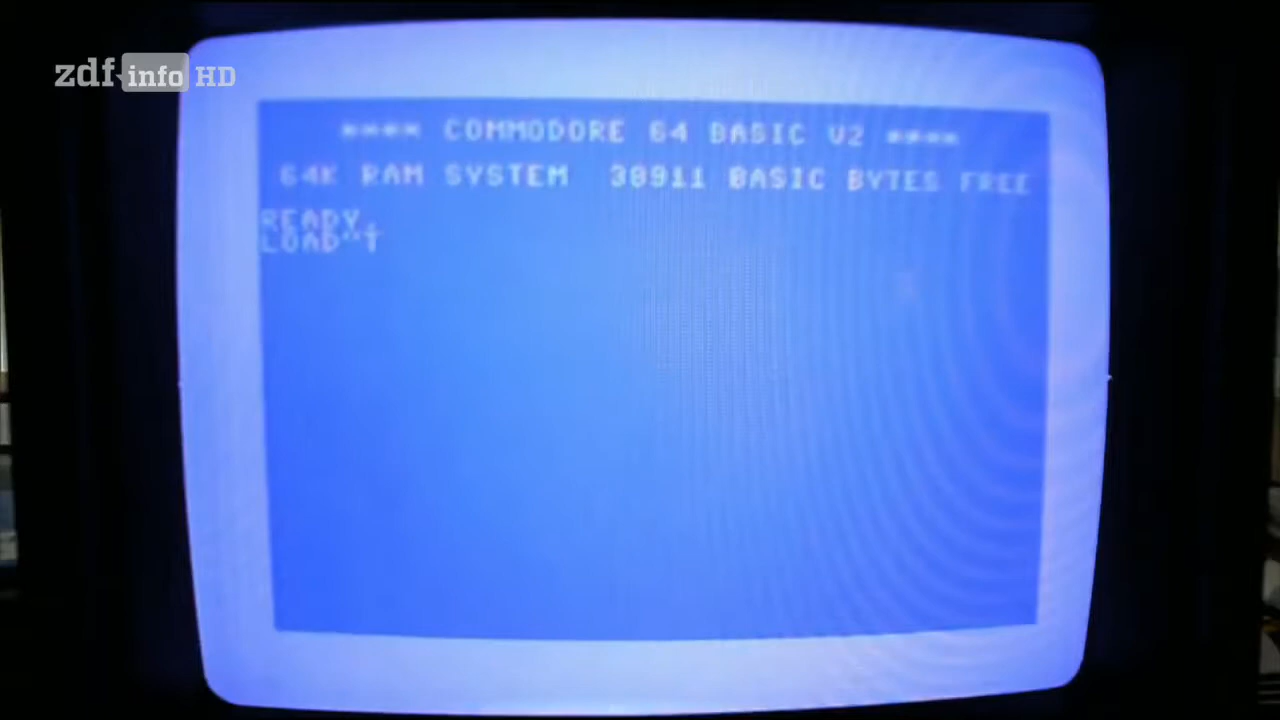 zdf info HD
**** COMMODORE 64 BASIC V2 ****
64K RAM SYSTEM 38911 BASIC BYTES FREE
READY.
LOAD"↑